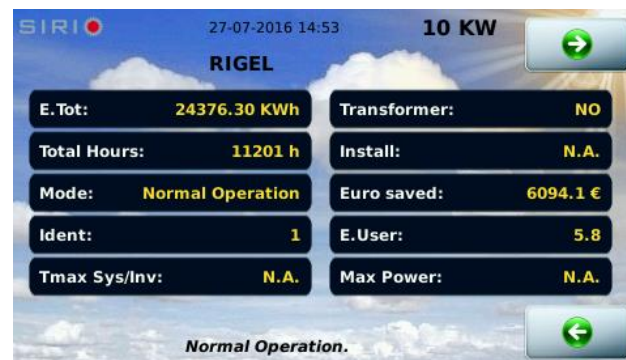 SIRIO 27-07-2016 14:53 10 KW
RIGEL
E.Tot: 24376.30 KWh Transformer: NO
Total Hours: 11201 h Install: N.A.
Mode: Normal Operation Euro saved: 6094.1 €
Ident: 1 E.User: 5.8
Tmax Sys/Inv: N.A. Max Power: N.A.
Normal Operation.